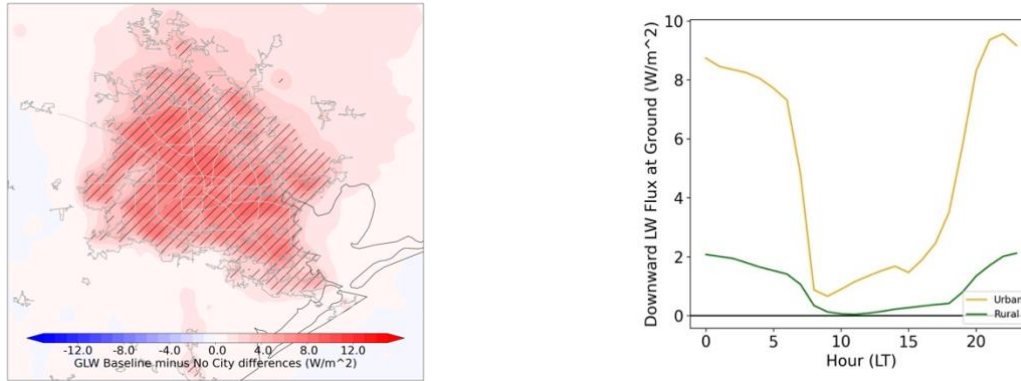 -12.0 -8.0 -4.0 0.0 4.0 8.0 12.0
GLW Baseline minus No City differences (W/m^2)
Downward LW Flux at Ground (W/m^2)
10
8
6
4
2
0
0 5 10 15 20
Hour (LT)
Urban
Rural